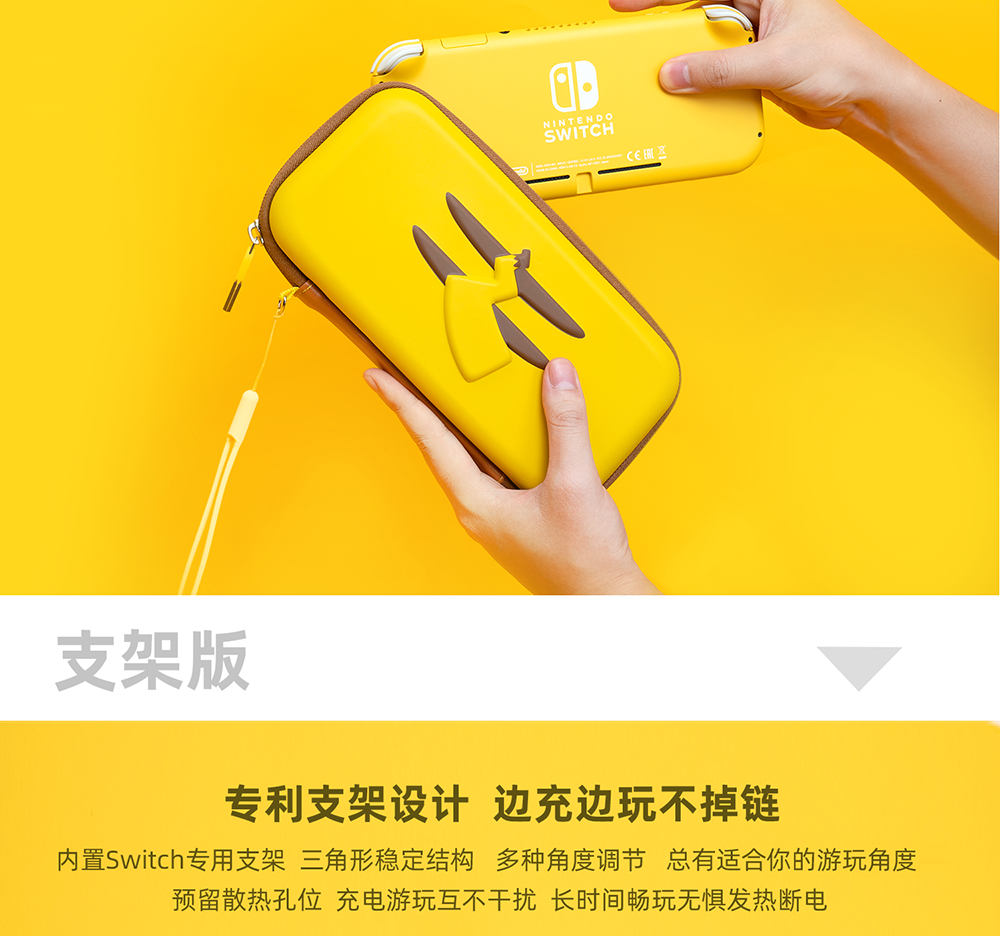 NINTENDO
SWITCH
支架版
专利支架设计 边充边玩不掉链
内置Switch专用支架 三角形稳定结构 多种角度调节 总有适合你的游玩角度
预留散热孔位 充电游玩互不干扰 长时间畅玩无惧发热断电